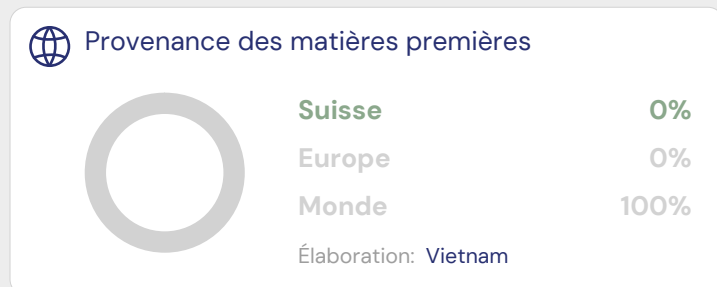 Provenance des matières premières
Suisse 0%
Europe 0%
Monde 100%
Élaboration: Vietnam